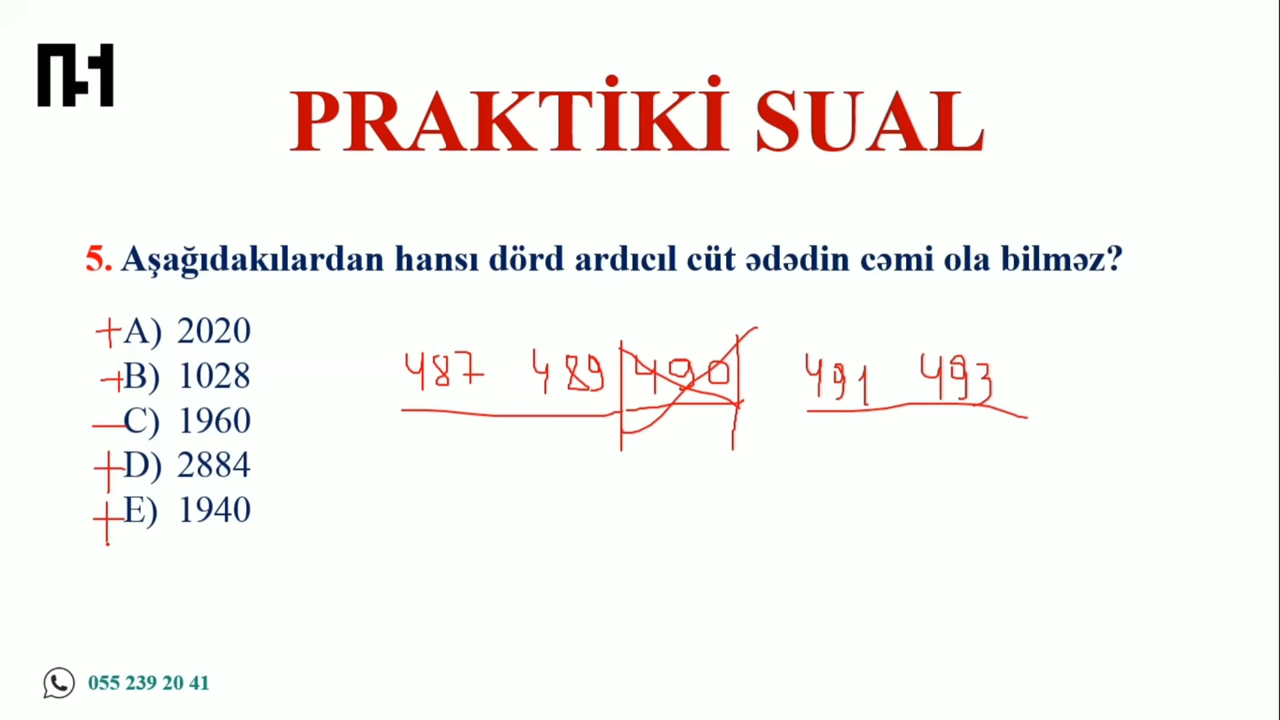 PRAKTİKİ SUAL
5. Aşağıdakılardan hansı dörd ardıcıl cüt ədədin cəmi ola bilməz?
+A) 2020
+B) 1028
–C) 1960
+D) 2884
+E) 1940
487 489 490 491 493
055 239 20 41